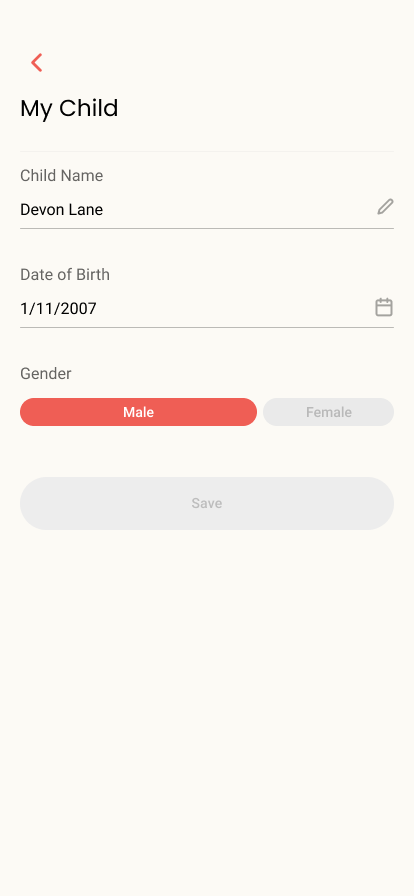 My Child
Child Name
Devon Lane
Date of Birth
1/11/2007
Gender
Male Female
Save